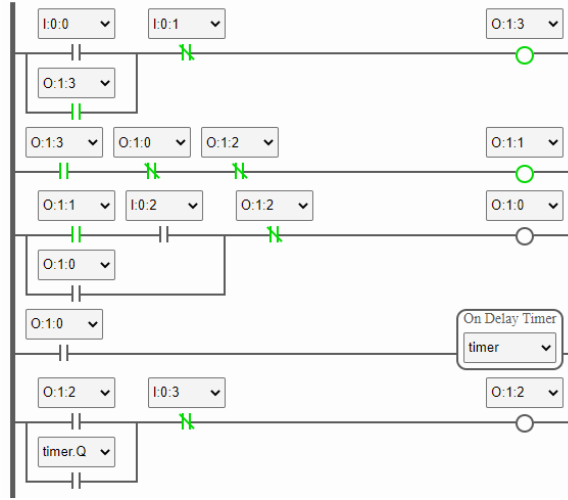 I:0:0 I:0:1 O:1:3
O:1:3
O:1:3 O:1:0 O:1:2 O:1:1
O:1:1 I:0:2 O:1:2 O:1:0
O:1:0
On Delay Timer
O:1:0
timer
O:1:2 I:0:3 O:1:2
timer.Q